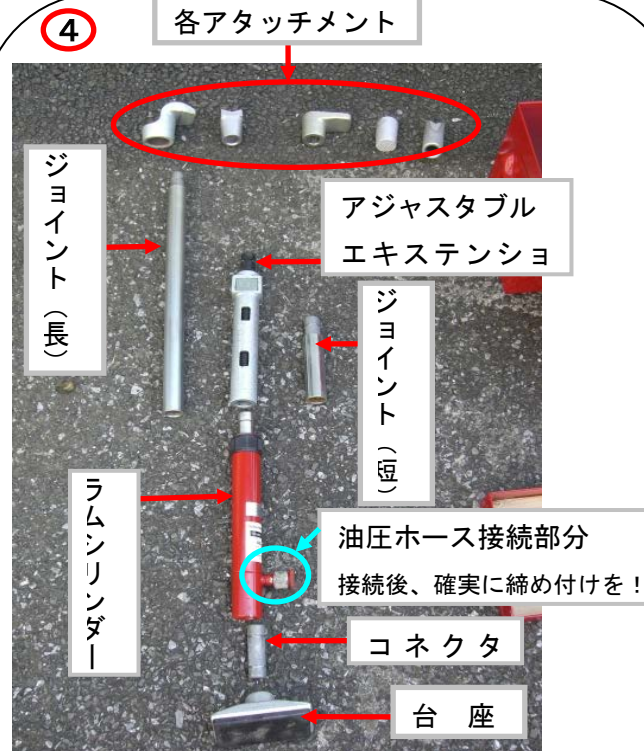 ④
各アタッチメント
ジョイント（長）
アジャスタブル
エキステンショ
ジョイント（短）
ラムシリンダー
油圧ホース接続部分
接続後、確実に締め付けを！
コネクタ
台　座